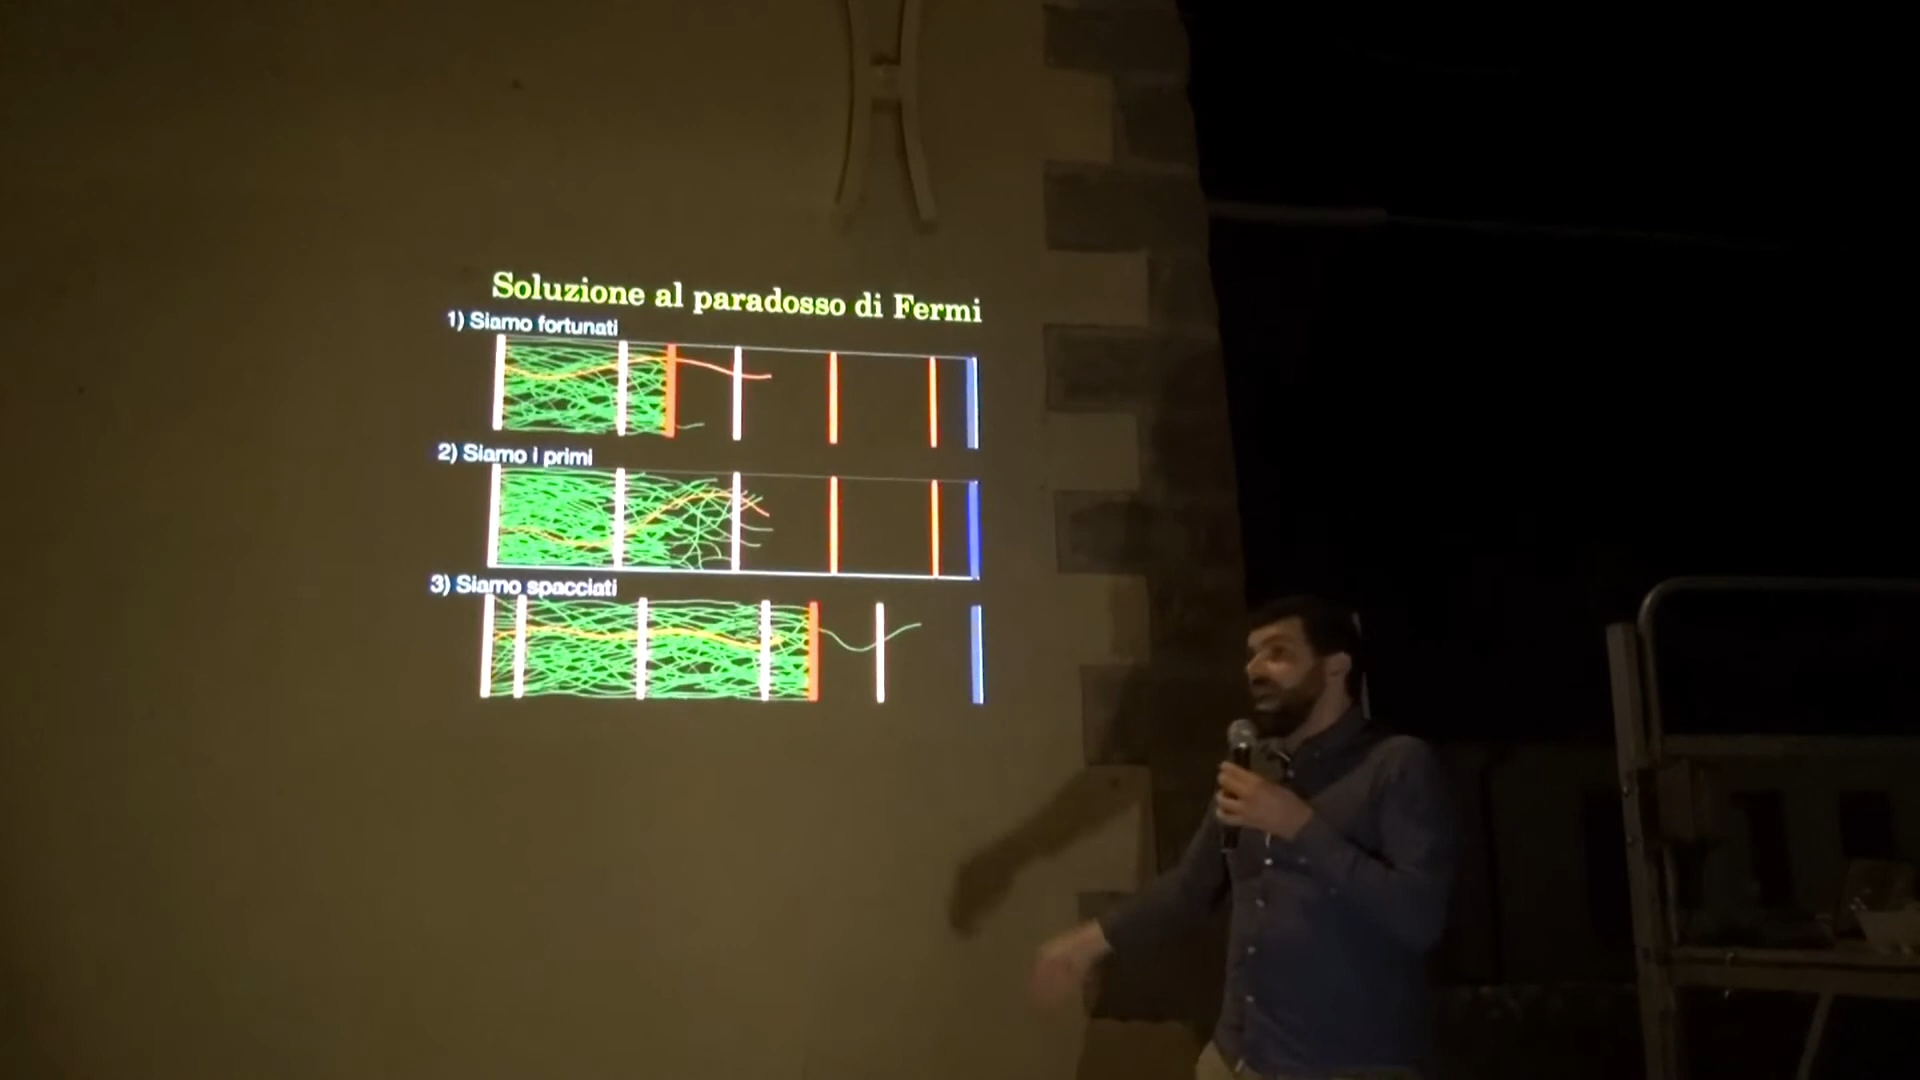 Soluzione al paradosso di Fermi
1) Siamo fortunati
2) Siamo i primi
3) Siamo spacciati